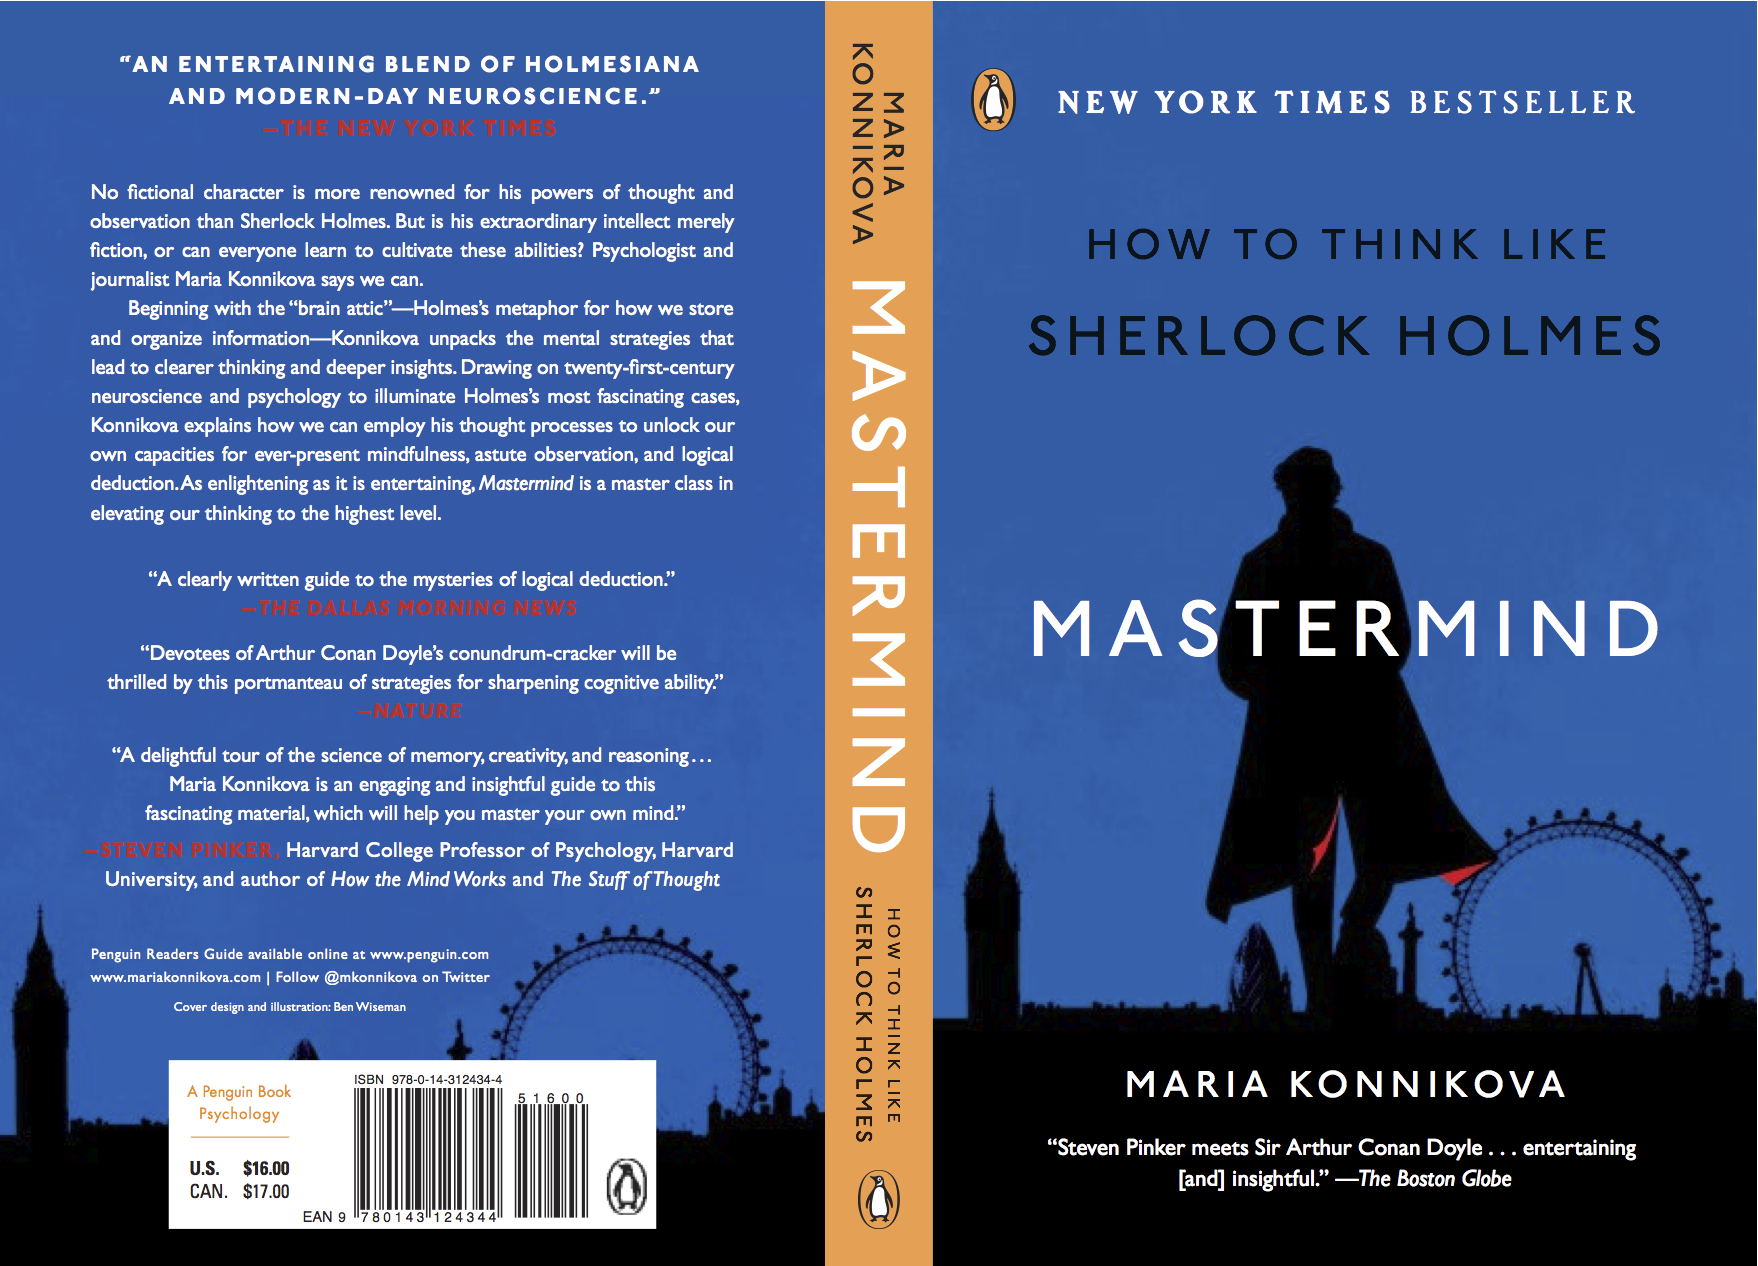 “AN ENTERTAINING BLEND OF HOLMESIANA
AND MODERN-DAY NEUROSCIENCE.”
—THE NEW YORK TIMES
No fictional character is more renowned for his powers of thought and
observation than Sherlock Holmes. But is his extraordinary intellect merely
fiction, or can everyone learn to cultivate these abilities? Psychologist and
journalist Maria Konnikova says we can.
Beginning with the “brain attic”—Holmes’s metaphor for how we store
and organize information—Konnikova unpacks the mental strategies that
lead to clearer thinking and deeper insights. Drawing on twenty-first-century
neuroscience and psychology to illuminate Holmes’s most fascinating cases,
Konnikova explains how we can employ his thought processes to unlock our
own capacities for ever-present mindfulness, astute observation, and logical
deduction. As enlightening as it is entertaining, Mastermind is a master class in
elevating our thinking to the highest level.
“A clearly written guide to the mysteries of logical deduction.”
—THE DALLAS MORNING NEWS
“Devotees of Arthur Conan Doyle’s conundrum-cracker will be
thrilled by this portmanteau of strategies for sharpening cognitive ability.”
—NATURE
“A delightful tour of the science of memory, creativity, and reasoning . . .
Maria Konnikova is an engaging and insightful guide to this
fascinating material, which will help you master your own mind.”
—STEVEN PINKER, Harvard College Professor of Psychology, Harvard
University, and author of How the Mind Works and The Stuff of Thought
Penguin Readers Guide available online at www.penguin.com
www.mariakonnikova.com | Follow @mkonnikova on Twitter
Cover design and illustration: Ben Wiseman
A Penguin Book
Psychology
U.S. $16.00
CAN. $17.00
ISBN 978-0-14-312434-4
51600
EAN 9 780143 124344
MARIA
KONNIKOVA
MASTERMIND
HOW TO THINK LIKE
SHERLOCK HOLMES
NEW YORK TIMES BESTSELLER
HOW TO THINK LIKE
SHERLOCK HOLMES
MASTERMIND
MARIA KONNIKOVA
“Steven Pinker meets Sir Arthur Conan Doyle . . . entertaining
[and] insightful.” —The Boston Globe